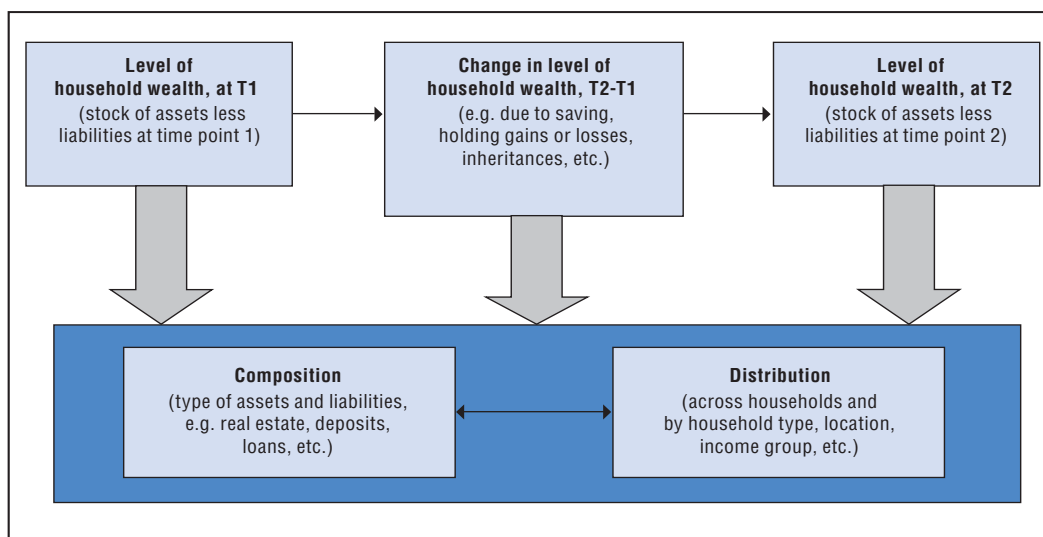 Level of
household wealth, at T1
(stock of assets less
liabilities at time point 1)
Change in level of
household wealth, T2-T1
(e.g. due to saving,
holding gains or losses,
inheritances, etc.)
Level of
household wealth, at T2
(stock of assets less
liabilities at time point 2)
Composition
(type of assets and liabilities,
e.g. real estate, deposits,
loans, etc.)
Distribution
(across households and
by household type, location,
income group, etc.)